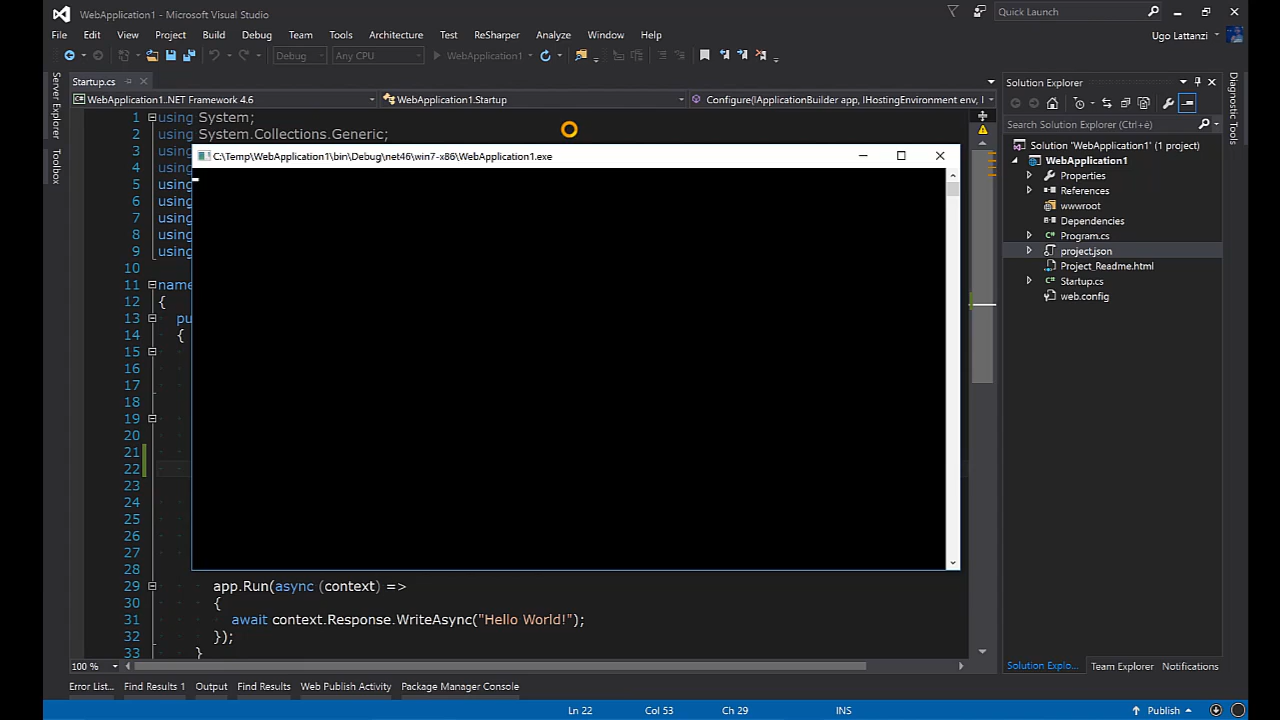 WebApplication1 - Microsoft Visual Studio
Quick Launch
File Edit View Project Build Debug Team Tools Architecture Test ReSharper Analyze Window Help
Ugo Lattanzi
Debug Any CPU WebApplication1
Server Explorer
Toolbox
Startup.cs
WebApplication1..NET Framework 4.6
WebApplication1.Startup
Configure(IApplicationBuilder app, IHostingEnvironment env, I
1 using System;
2 using System.Collections.Generic;
3
4
5 using
6 using
7 using
8 using
9 using
10
11 name
12 {
13 pu
14 {
15
16
17
18
19
20
21
22
23
24
25
26
27
28
29 app.Run(async (context) =>
30 {
31 await context.Response.WriteAsync("Hello World!");
32 });
33 }
C:\Temp\WebApplication1\bin\Debug\net46\win7-x86\WebApplication1.exe
100 %
Solution Explorer
Search Solution Explorer (Ctrl+è)
Solution 'WebApplication1' (1 project)
WebApplication1
Properties
References
wwwroot
Dependencies
Program.cs
project.json
Project_Readme.html
Startup.cs
web.config
Diagnostic Tools
Solution Explo... Team Explorer Notifications
Error List... Find Results 1 Output Find Results Web Publish Activity Package Manager Console
Ln 22 Col 53 Ch 29 INS
Publish